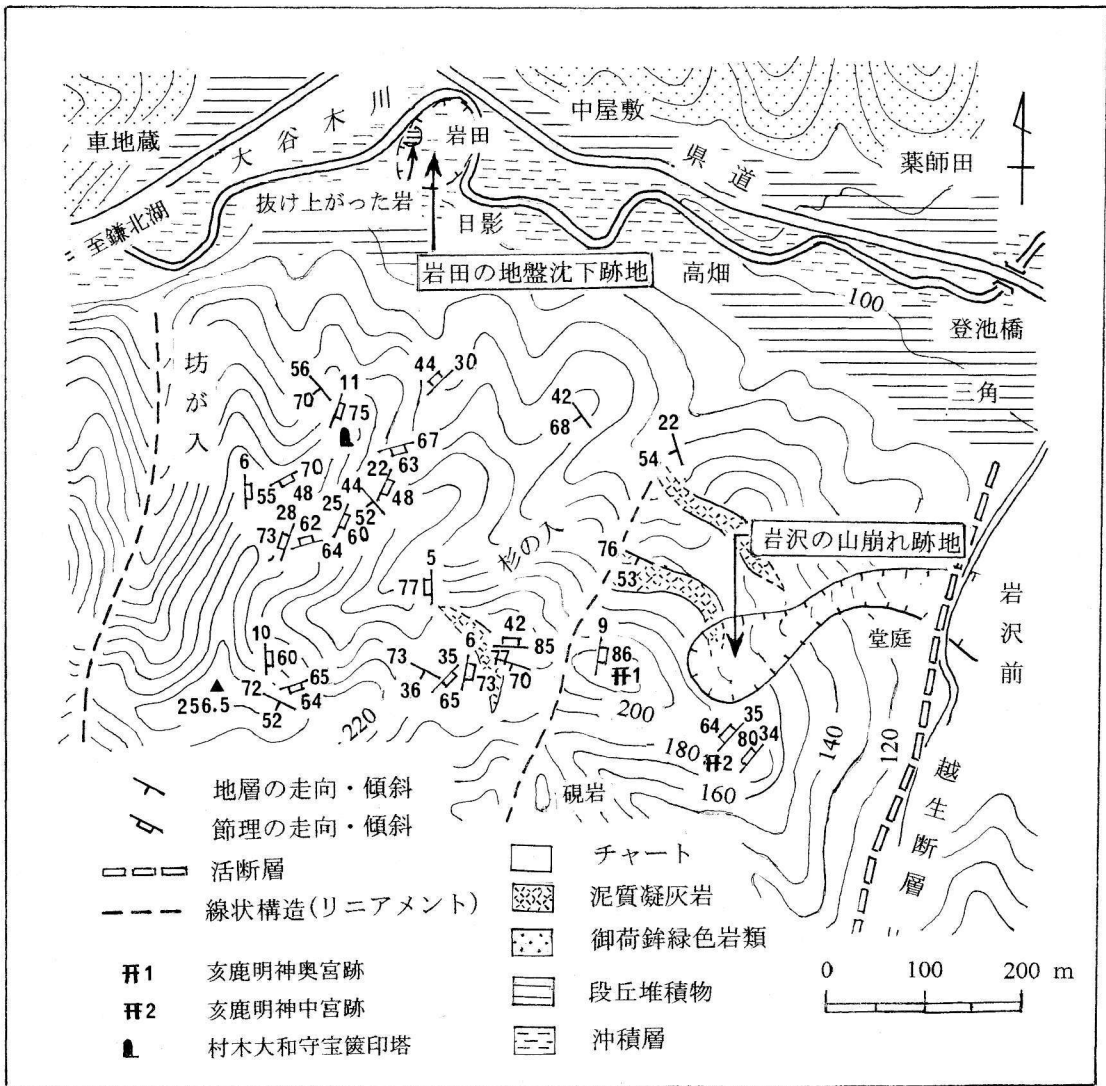 車地蔵
大谷木川
岩田
中屋敷
県道
薬師田
至鎌北湖
抜け上がった岩
日影
岩田の地盤沈下跡地
高畑
100
登池橋
三角
坊が入
56
70
11
75
44
30
42
68
22
54
67
63
6
55
70
48
22
48
44
52
25
60
28
73
62
64
杉の入
岩沢の山崩れ跡地
76
53
5
77
岩沢前
堂庭
10
60
65
54
72
52
256.5
73
36
35
65
6
73
42
85
7
70
9
86
1
200
220
64
35
80
34
2
180
160
140
120
硯岩
越生断層
地層の走向・傾斜
節理の走向・傾斜
活断層
線状構造(リニアメント)
1 亥鹿明神奥宮跡
2 亥鹿明神中宮跡
村木大和守宝篋印塔
チャート
泥質凝灰岩
御荷鉾緑色岩類
段丘堆積物
沖積層
0 100 200 m